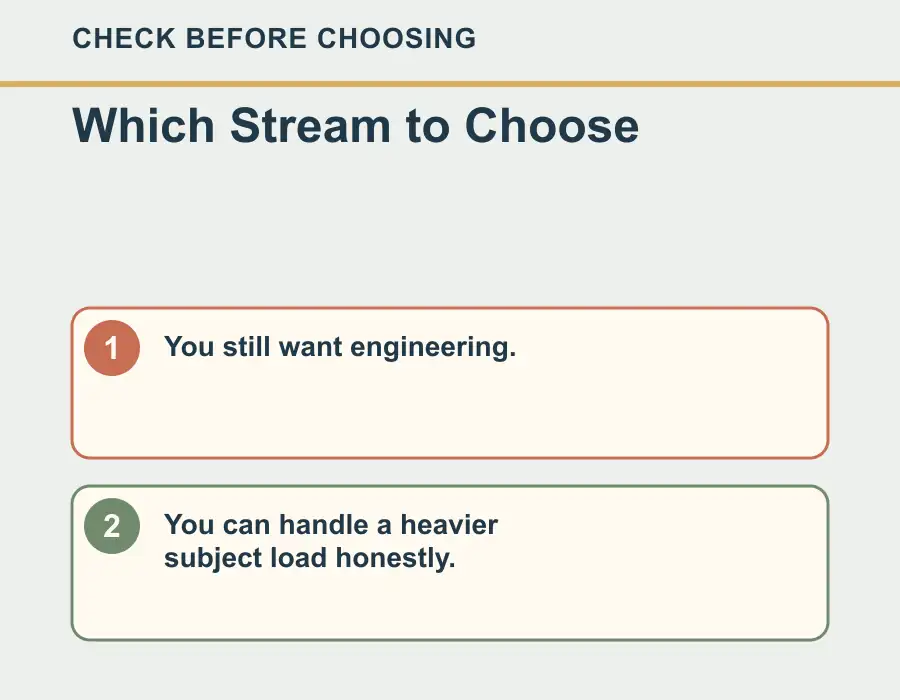 CHECK BEFORE CHOOSING
Which Stream to Choose
1 You still want engineering.
2 You can handle a heavier
subject load honestly.